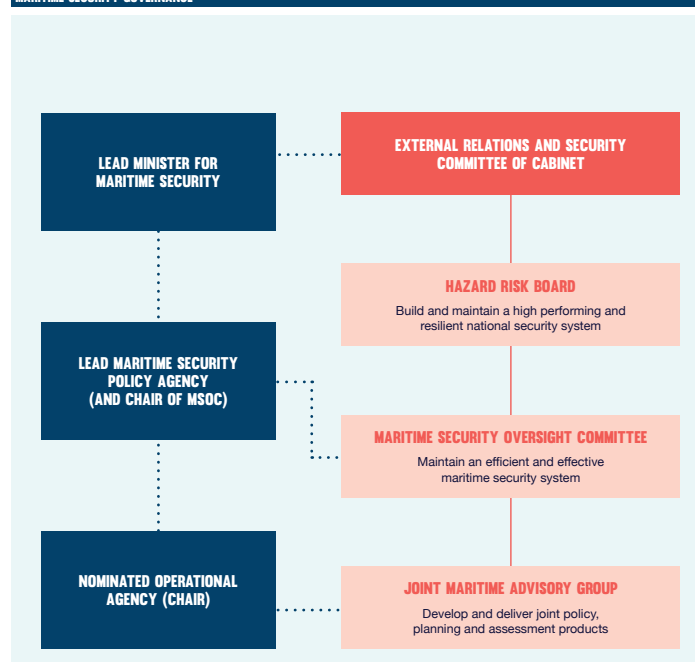 MARITIME SECURITY GOVERNANCE
LEAD MINISTER FOR
MARITIME SECURITY
EXTERNAL RELATIONS AND SECURITY
COMMITTEE OF CABINET
HAZARD RISK BOARD
Build and maintain a high performing and
resilient national security system
LEAD MARITIME SECURITY
POLICY AGENCY
(AND CHAIR OF MSOC)
MARITIME SECURITY OVERSIGHT COMMITTEE
Maintain an efficient and effective
maritime security system
NOMINATED OPERATIONAL
AGENCY (CHAIR)
JOINT MARITIME ADVISORY GROUP
Develop and deliver joint policy,
planning and assessment products